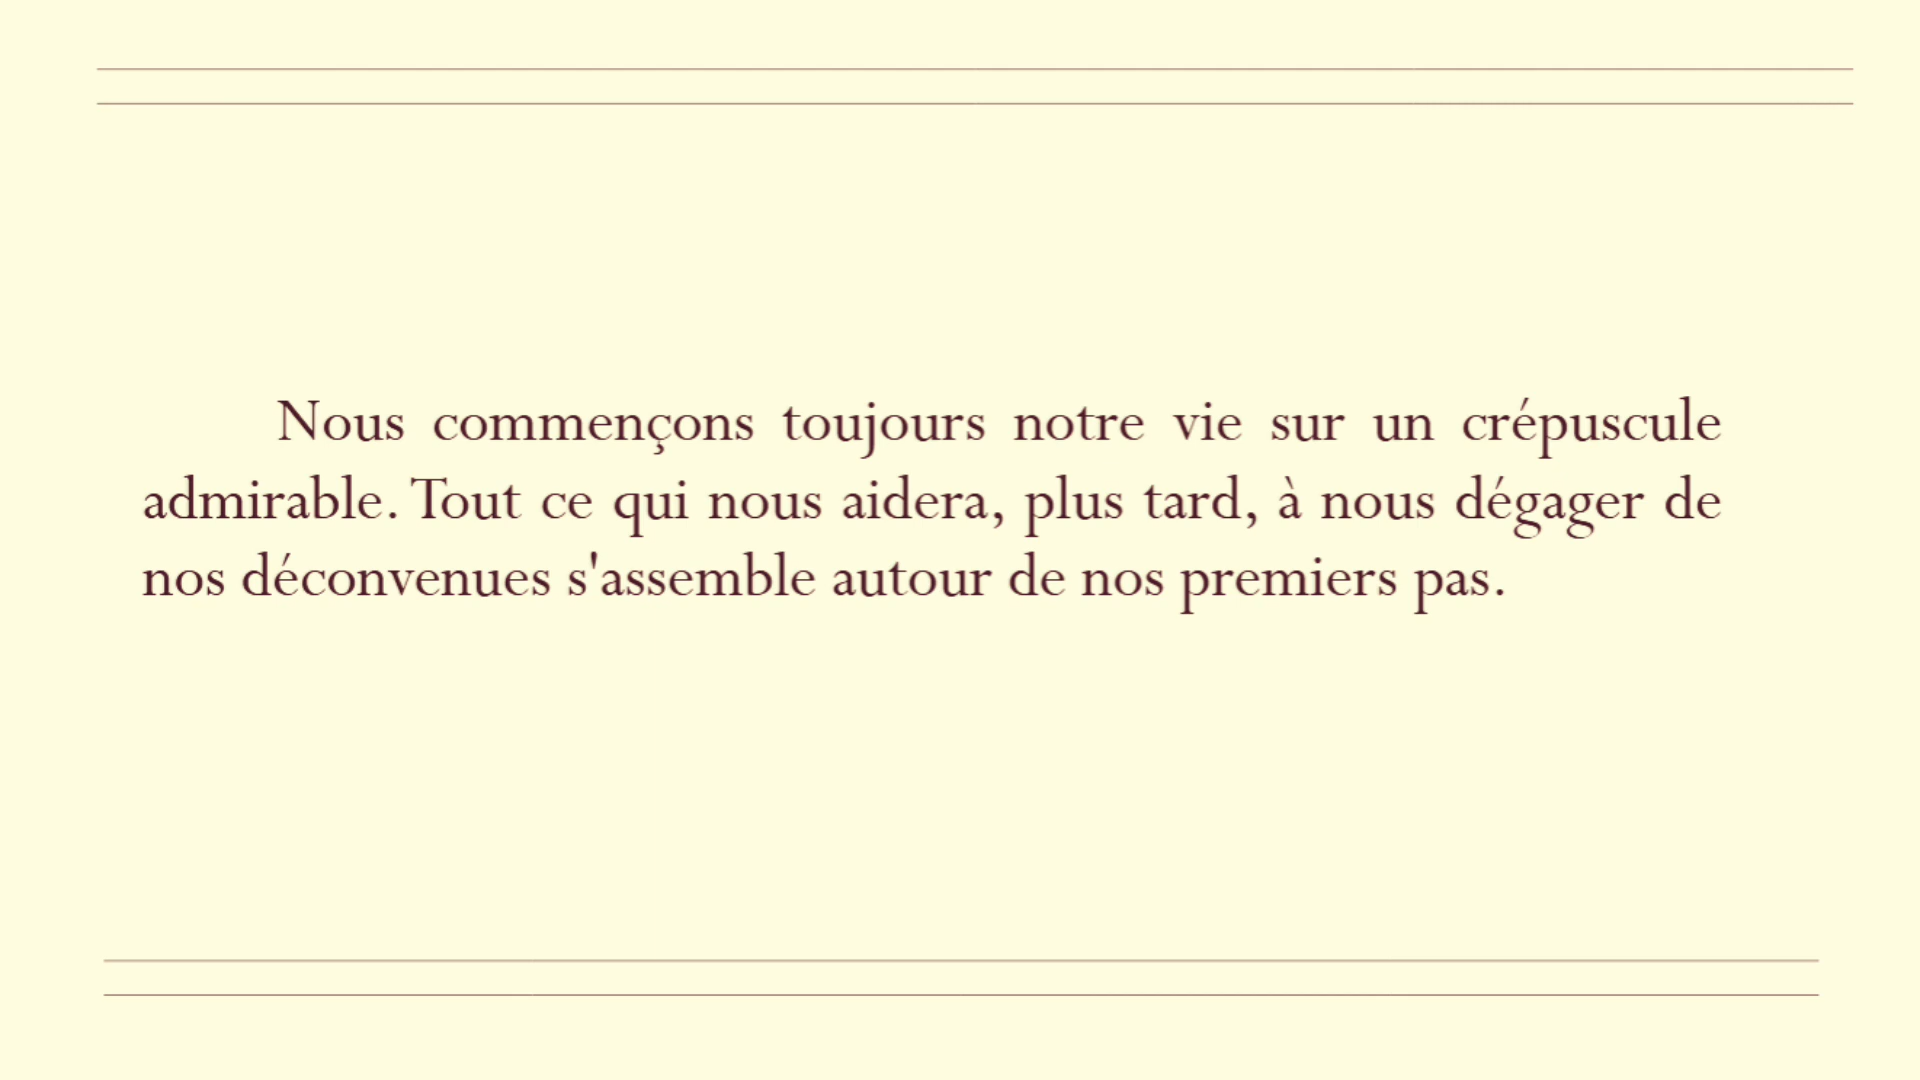 Nous commençons toujours notre vie sur un crépuscule
admirable. Tout ce qui nous aidera, plus tard, à nous dégager de
nos déconvenues s'assemble autour de nos premiers pas.